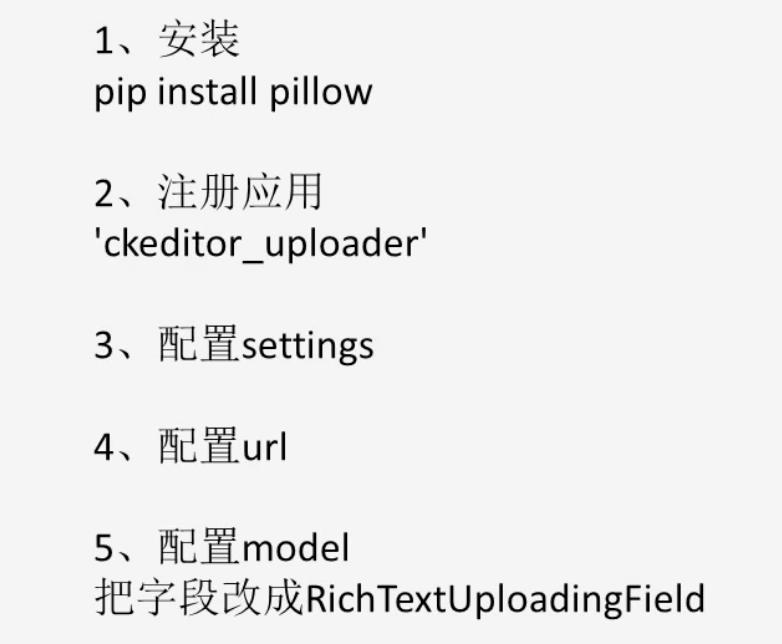 1、安装
pip install pillow
2、注册应用
'ckeditor_uploader'
3、配置settings
4、配置url
5、配置model
把字段改成RichTextUploadingField